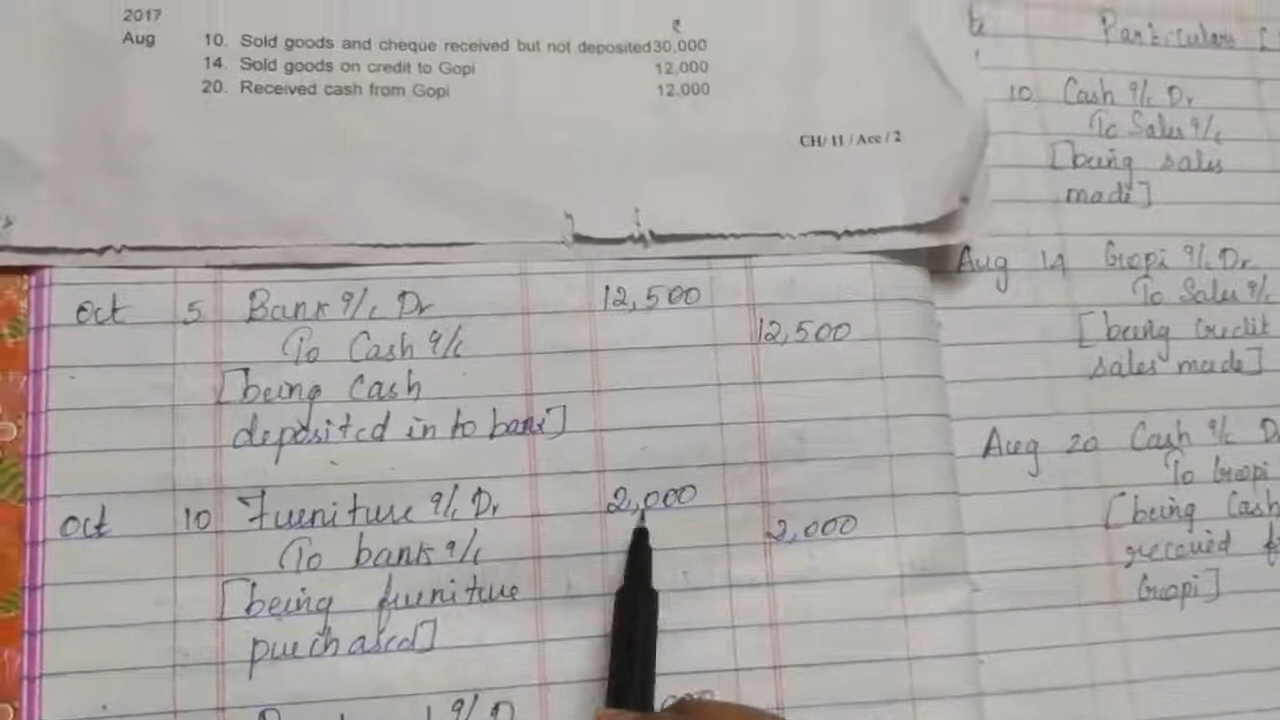 2017
₹
Aug 10. Sold goods and cheque received but not deposited 30,000
14. Sold goods on credit to Gopi 12,000
20. Received cash from Gopi 12.000
CH/ 11 / Acc / 2
Oct 5 Bank a/c Dr 12,500
To Cash a/c 12,500
[being Cash
deposited in to bank]
Oct 10 Furniture a/c Dr 2,000
To bank a/c 2,000
[being furniture
purchased]
Particulars
10 Cash a/c Dr
To Sales a/c
[being sales
made]
Aug 14 Gopi a/c Dr
To Sales a/c
[being Credit
sales made]
Aug 20 Cash a/c D
To Gopi
[being Cash
received f
Gopi]